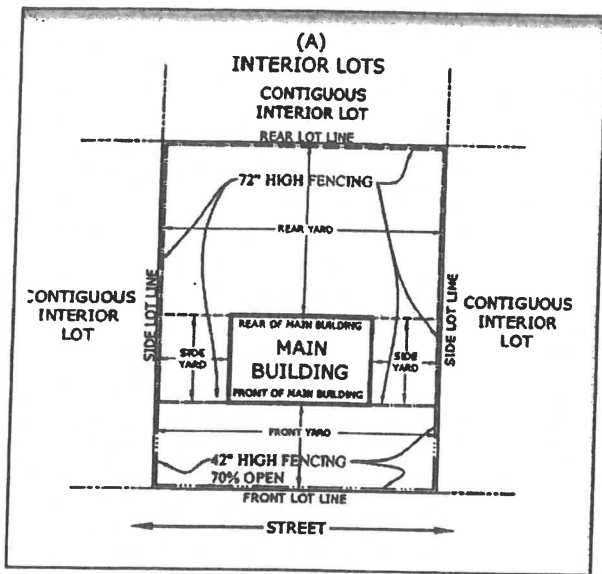 (A)
INTERIOR LOTS
CONTIGUOUS
INTERIOR LOT
REAR LOT LINE
72" HIGH FENCING
REAR YARD
CONTIGUOUS
INTERIOR
LOT
SIDE LOT LINE
SIDE
YARD
REAR OF MAIN BUILDING
MAIN
BUILDING
FRONT OF MAIN BUILDING
SIDE
YARD
SIDE LOT LINE
CONTIGUOUS
INTERIOR
LOT
FRONT YARD
42" HIGH FENCING
70% OPEN
FRONT LOT LINE
STREET